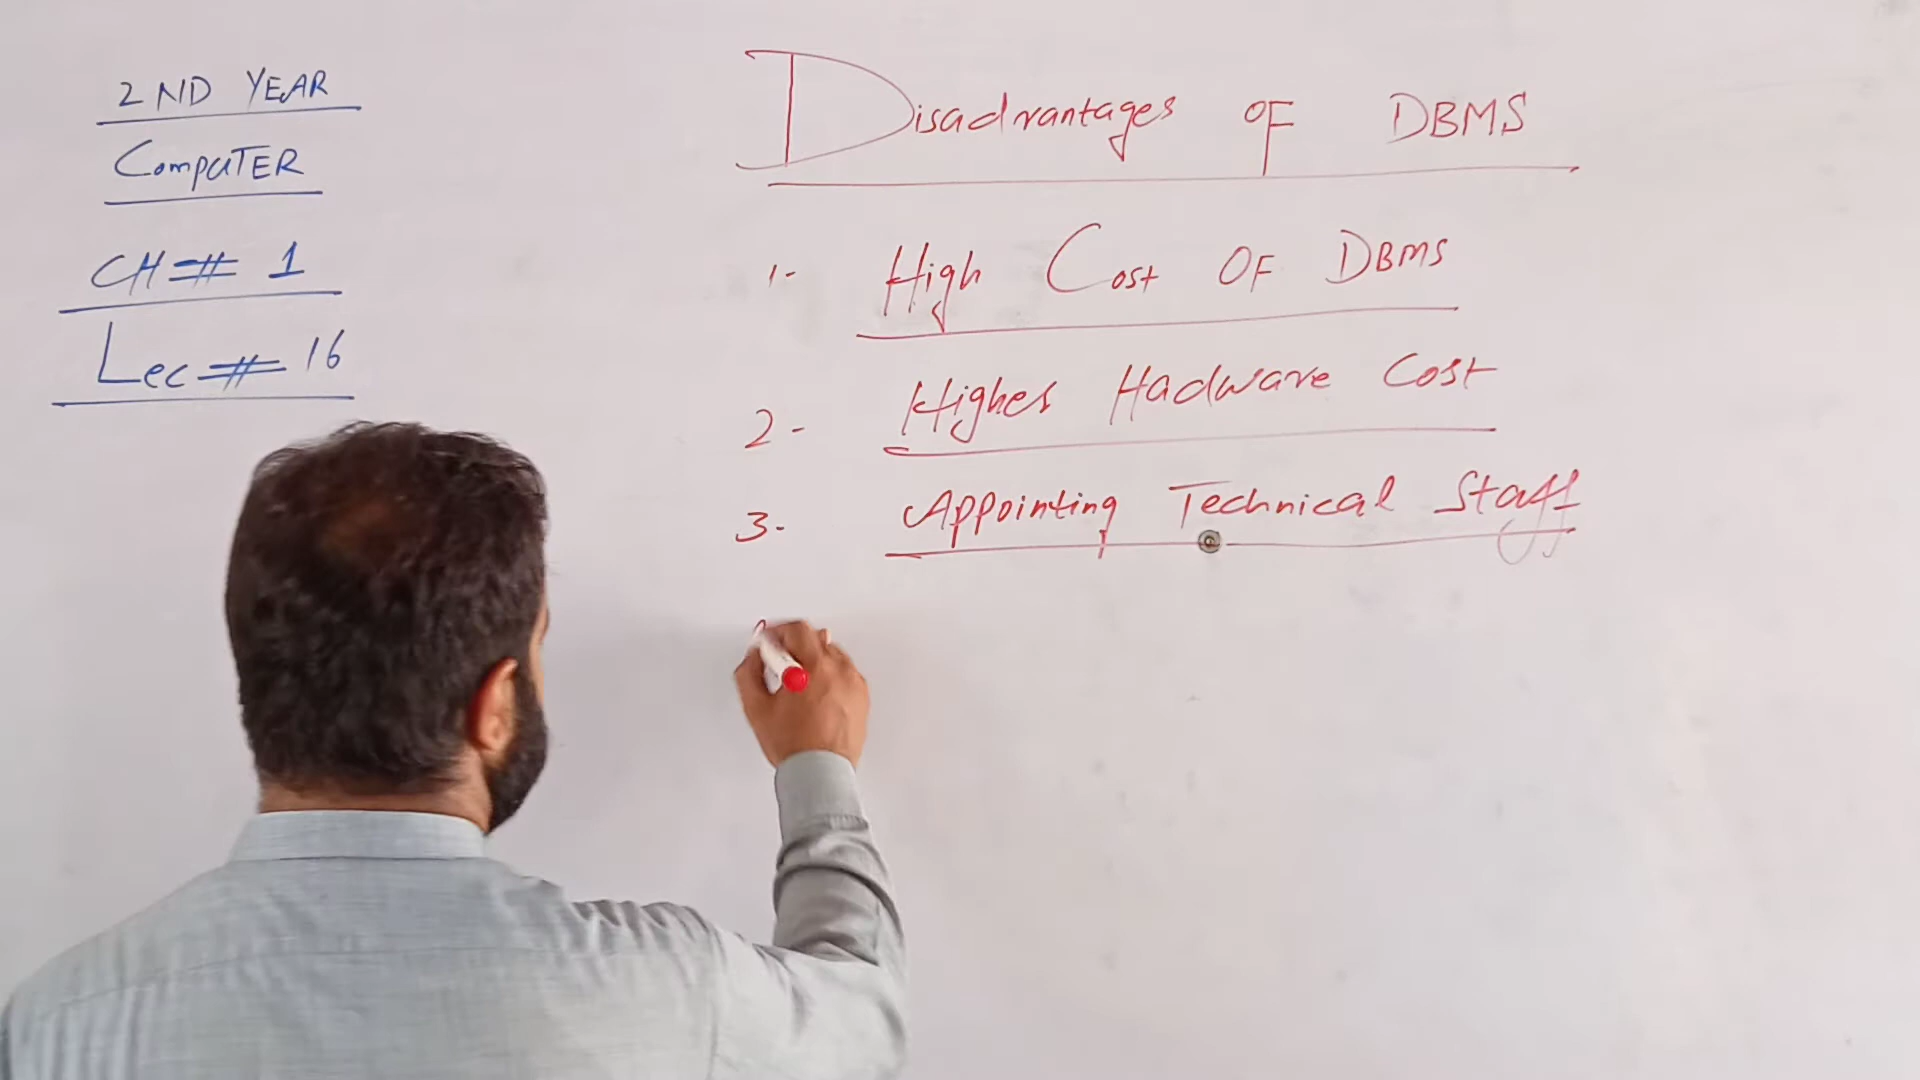 2ND YEAR
COMPUTER
CH # 1
Lec # 16
Disadvantages OF DBMS
1- High Cost OF DBMS
2- Higher Hadware Cost
3- Appointing Technical Staff